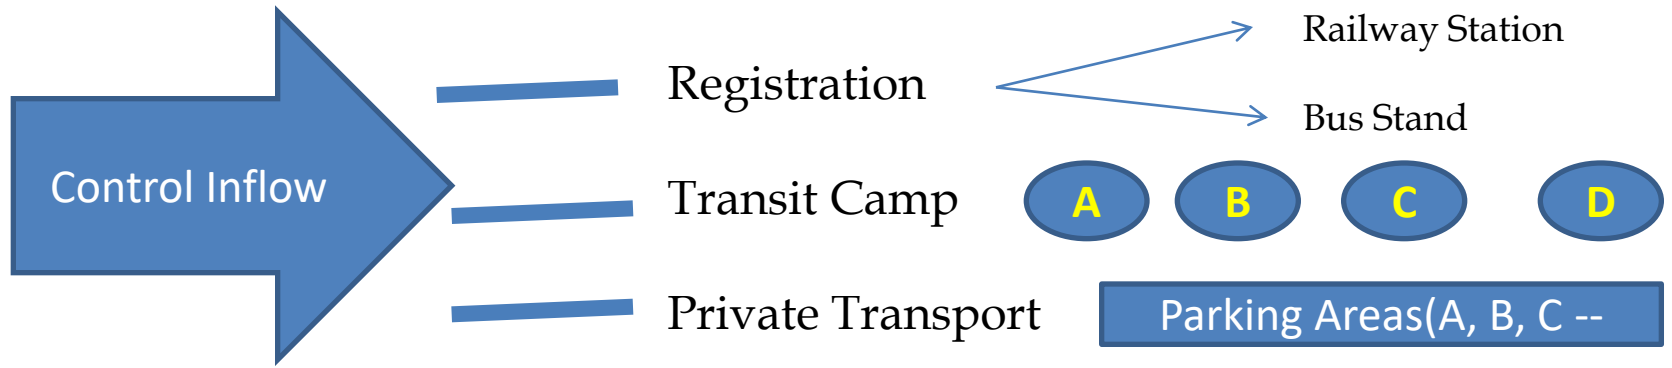 Control Inflow
Registration
Railway Station
Bus Stand
Transit Camp
A
B
C
D
Private Transport
Parking Areas(A, B, C --